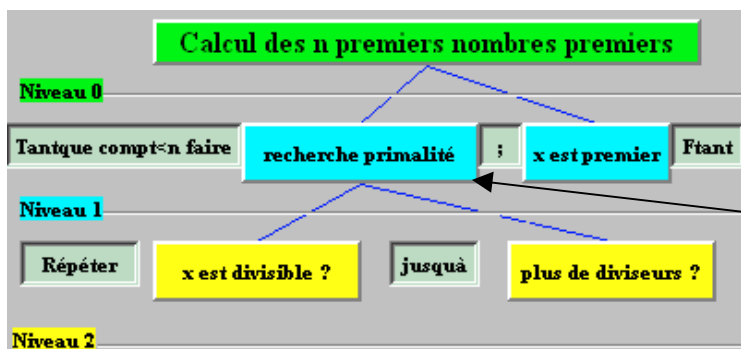 Calcul des n premiers nombres premiers
Niveau 0
Tantque compt<n faire recherche primalité ; x est premier Ftant
Niveau 1
Répéter x est divisible ? jusquà plus de diviseurs ?
Niveau 2